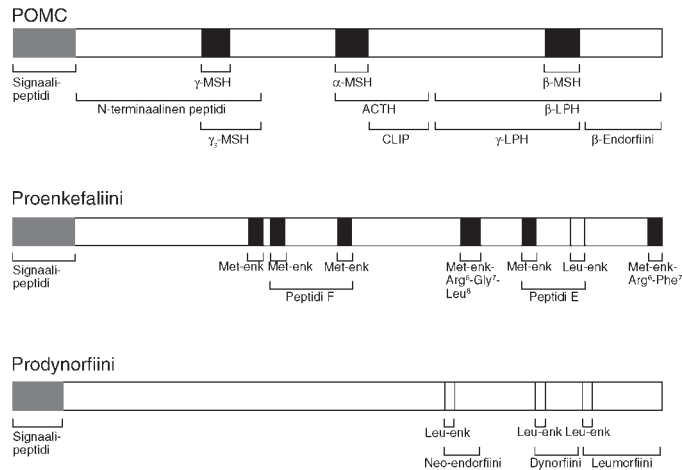 POMC
Signaali-
peptidi
γ-MSH
α-MSH
β-MSH
N-terminaalinen peptidi
ACTH
β-LPH
γ₃-MSH
CLIP
γ-LPH
β-Endorfiini
Proenkefaliini
Signaali-
peptidi
Met-enk
Met-enk
Met-enk
Met-enk-
Arg⁶-Gly⁷-
Leu⁸
Met-enk
Leu-enk
Met-enk-
Arg⁶-Phe⁷
Peptidi F
Peptidi E
Prodynorfiini
Signaali-
peptidi
Leu-enk
Leu-enk
Leu-enk
Neo-endorfiini
Dynorfiini
Leumorfiini